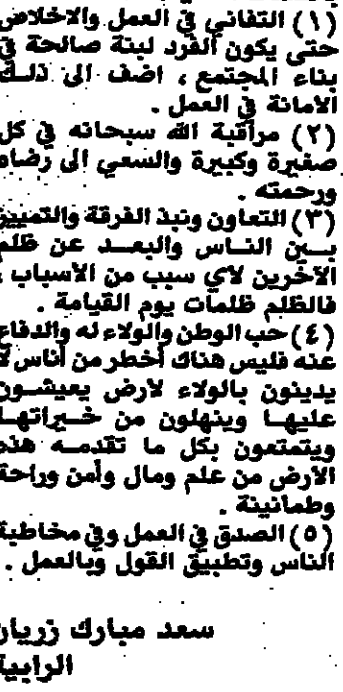 (١) التفاني في العمل والاخلاص
حتى يكون الفرد لبنة صالحة في
بناء المجتمع ، اضف الى ذلك
الامانة في العمل .
(٢) مراقبة الله سبحانه في كل
صغيرة وكبيرة والسعي الى رضاه
ورحمته .
(٣) التعاون ونبذ الفرقة والتمييز
بين الناس والبعد عن ظلم
الآخرين لاي سبب من الأسباب ،
فالظلم ظلمات يوم القيامة .
(٤) حب الوطن والولاء له والدفاع
عنه فليس هناك أخطر من أناس لا
يدينون بالولاء لارض يعيشون
عليها وينهلون من خيراتها
ويتمتعون بكل ما تقدمه هذه
الارض من علم ومال وأمن وراحة
وطمانينة .
(٥) الصدق في العمل وفي مخاطبة
الناس وتطبيق القول وبالعمل .
سعد مبارك زريان
الرابية